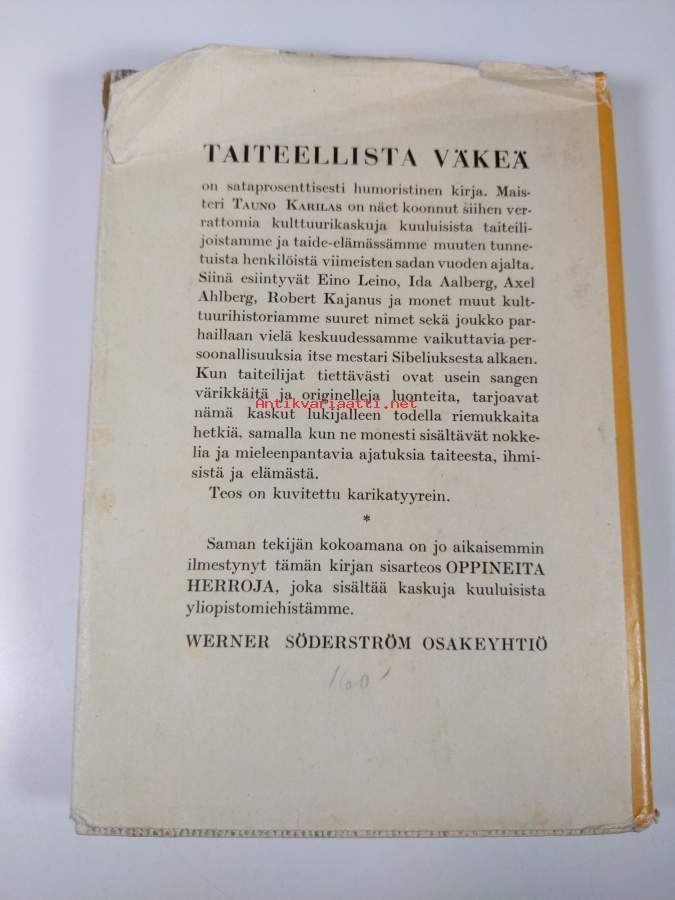 TAITEELLISTA VÄKEÄ
on sataprosenttisesti humoristinen kirja. Mais-
teri TAUNO KARILAS on näet koonnut siihen ver-
rattomia kulttuurikaskuja kuuluisista taiteili-
joistamme ja taide-elämässämme muuten tunne-
tuista henkilöistä viimeisten sadan vuoden ajalta.
Siinä esiintyvät Eino Leino, Ida Aalberg, Axel
Ahlberg, Robert Kajanus ja monet muut kult-
tuurihistoriamme suuret nimet sekä joukko par-
haillaan vielä keskuudessamme vaikuttavia per-
soonallisuuksia itse mestari Sibeliuksesta alkaen.
Kun taiteilijat tiettävästi ovat usein sangen
värikkäitä ja originelleja luonteita, tarjoavat
Antikvariaatti.net
nämä kaskut lukijalleen todella riemukkaita
hetkiä, samalla kun ne monesti sisältävät nokke-
lia ja mieleenpantavia ajatuksia taiteesta, ihmi-
sistä ja elämästä.
Teos on kuvitettu karikatyyrein.
*
Saman tekijän kokoamana on jo aikaisemmin
ilmestynyt tämän kirjan sisarteos OPPINEITA
HERROJA, joka sisältää kaskuja kuuluisista
yliopistomiehistämme.
WERNER SÖDERSTRÖM OSAKEYHTIÖ